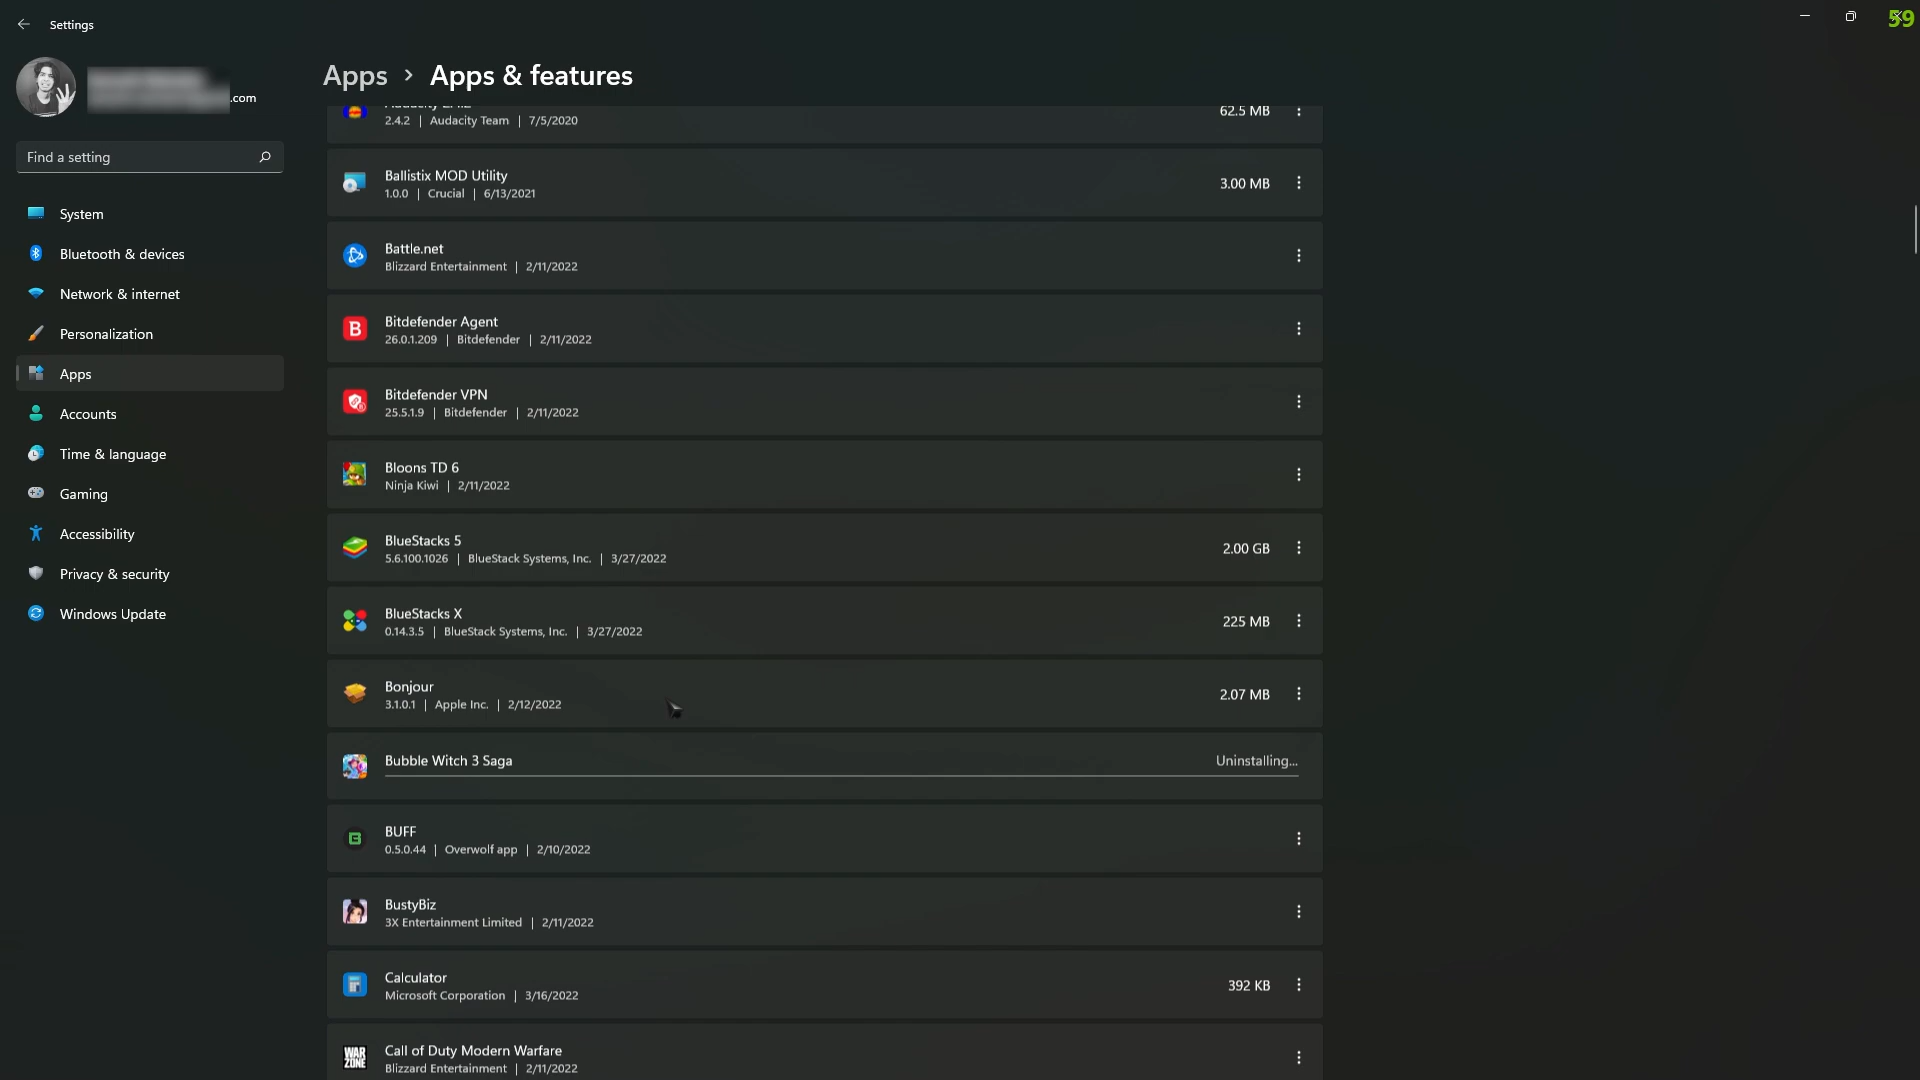 Settings
59
.com
Find a setting
System
Bluetooth & devices
Network & internet
Personalization
Apps
Accounts
Time & language
Gaming
Accessibility
Privacy & security
Windows Update
Apps > Apps & features
Audacity 2.4.2
62.5 MB
2.4.2 | Audacity Team | 7/5/2020
Ballistix MOD Utility
3.00 MB
1.0.0 | Crucial | 6/13/2021
Battle.net
Blizzard Entertainment | 2/11/2022
B
Bitdefender Agent
26.0.1.209 | Bitdefender | 2/11/2022
Bitdefender VPN
25.5.1.9 | Bitdefender | 2/11/2022
Bloons TD 6
Ninja Kiwi | 2/11/2022
BlueStacks 5
2.00 GB
5.6.100.1026 | BlueStack Systems, Inc. | 3/27/2022
BlueStacks X
225 MB
0.14.3.5 | BlueStack Systems, Inc. | 3/27/2022
Bonjour
2.07 MB
3.1.0.1 | Apple Inc. | 2/12/2022
Bubble Witch 3 Saga
Uninstalling...
BUFF
0.5.0.44 | Overwolf app | 2/10/2022
BustyBiz
3X Entertainment Limited | 2/11/2022
Calculator
392 KB
Microsoft Corporation | 3/16/2022
WAR ZONE
Call of Duty Modern Warfare
Blizzard Entertainment | 2/11/2022